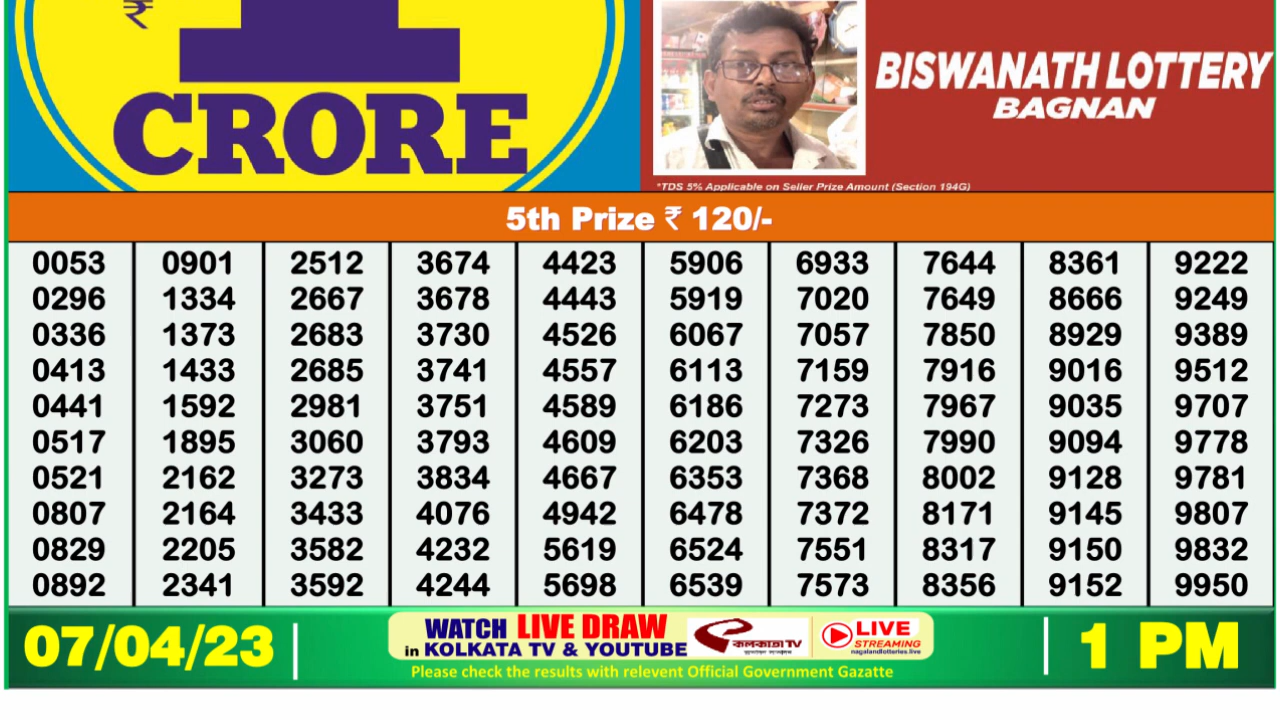 ₹
1
CRORE
BISWANATH LOTTERY
BAGNAN
*TDS 5% Applicable on Seller Prize Amount (Section 194G)
5th Prize ₹ 120/-
0053 0901 2512 3674 4423 5906 6933 7644 8361 9222
0296 1334 2667 3678 4443 5919 7020 7649 8666 9249
0336 1373 2683 3730 4526 6067 7057 7850 8929 9389
0413 1433 2685 3741 4557 6113 7159 7916 9016 9512
0441 1592 2981 3751 4589 6186 7273 7967 9035 9707
0517 1895 3060 3793 4609 6203 7326 7990 9094 9778
0521 2162 3273 3834 4667 6353 7368 8002 9128 9781
0807 2164 3433 4076 4942 6478 7372 8171 9145 9807
0829 2205 3582 4232 5619 6524 7551 8317 9150 9832
0892 2341 3592 4244 5698 6539 7573 8356 9152 9950
07/04/23
WATCH LIVE DRAW
in KOLKATA TV & YOUTUBE
কলকাতা TV
LIVE
STREAMING
nagalandlotteries.live
1 PM
Please check the results with relevent Official Government Gazatte